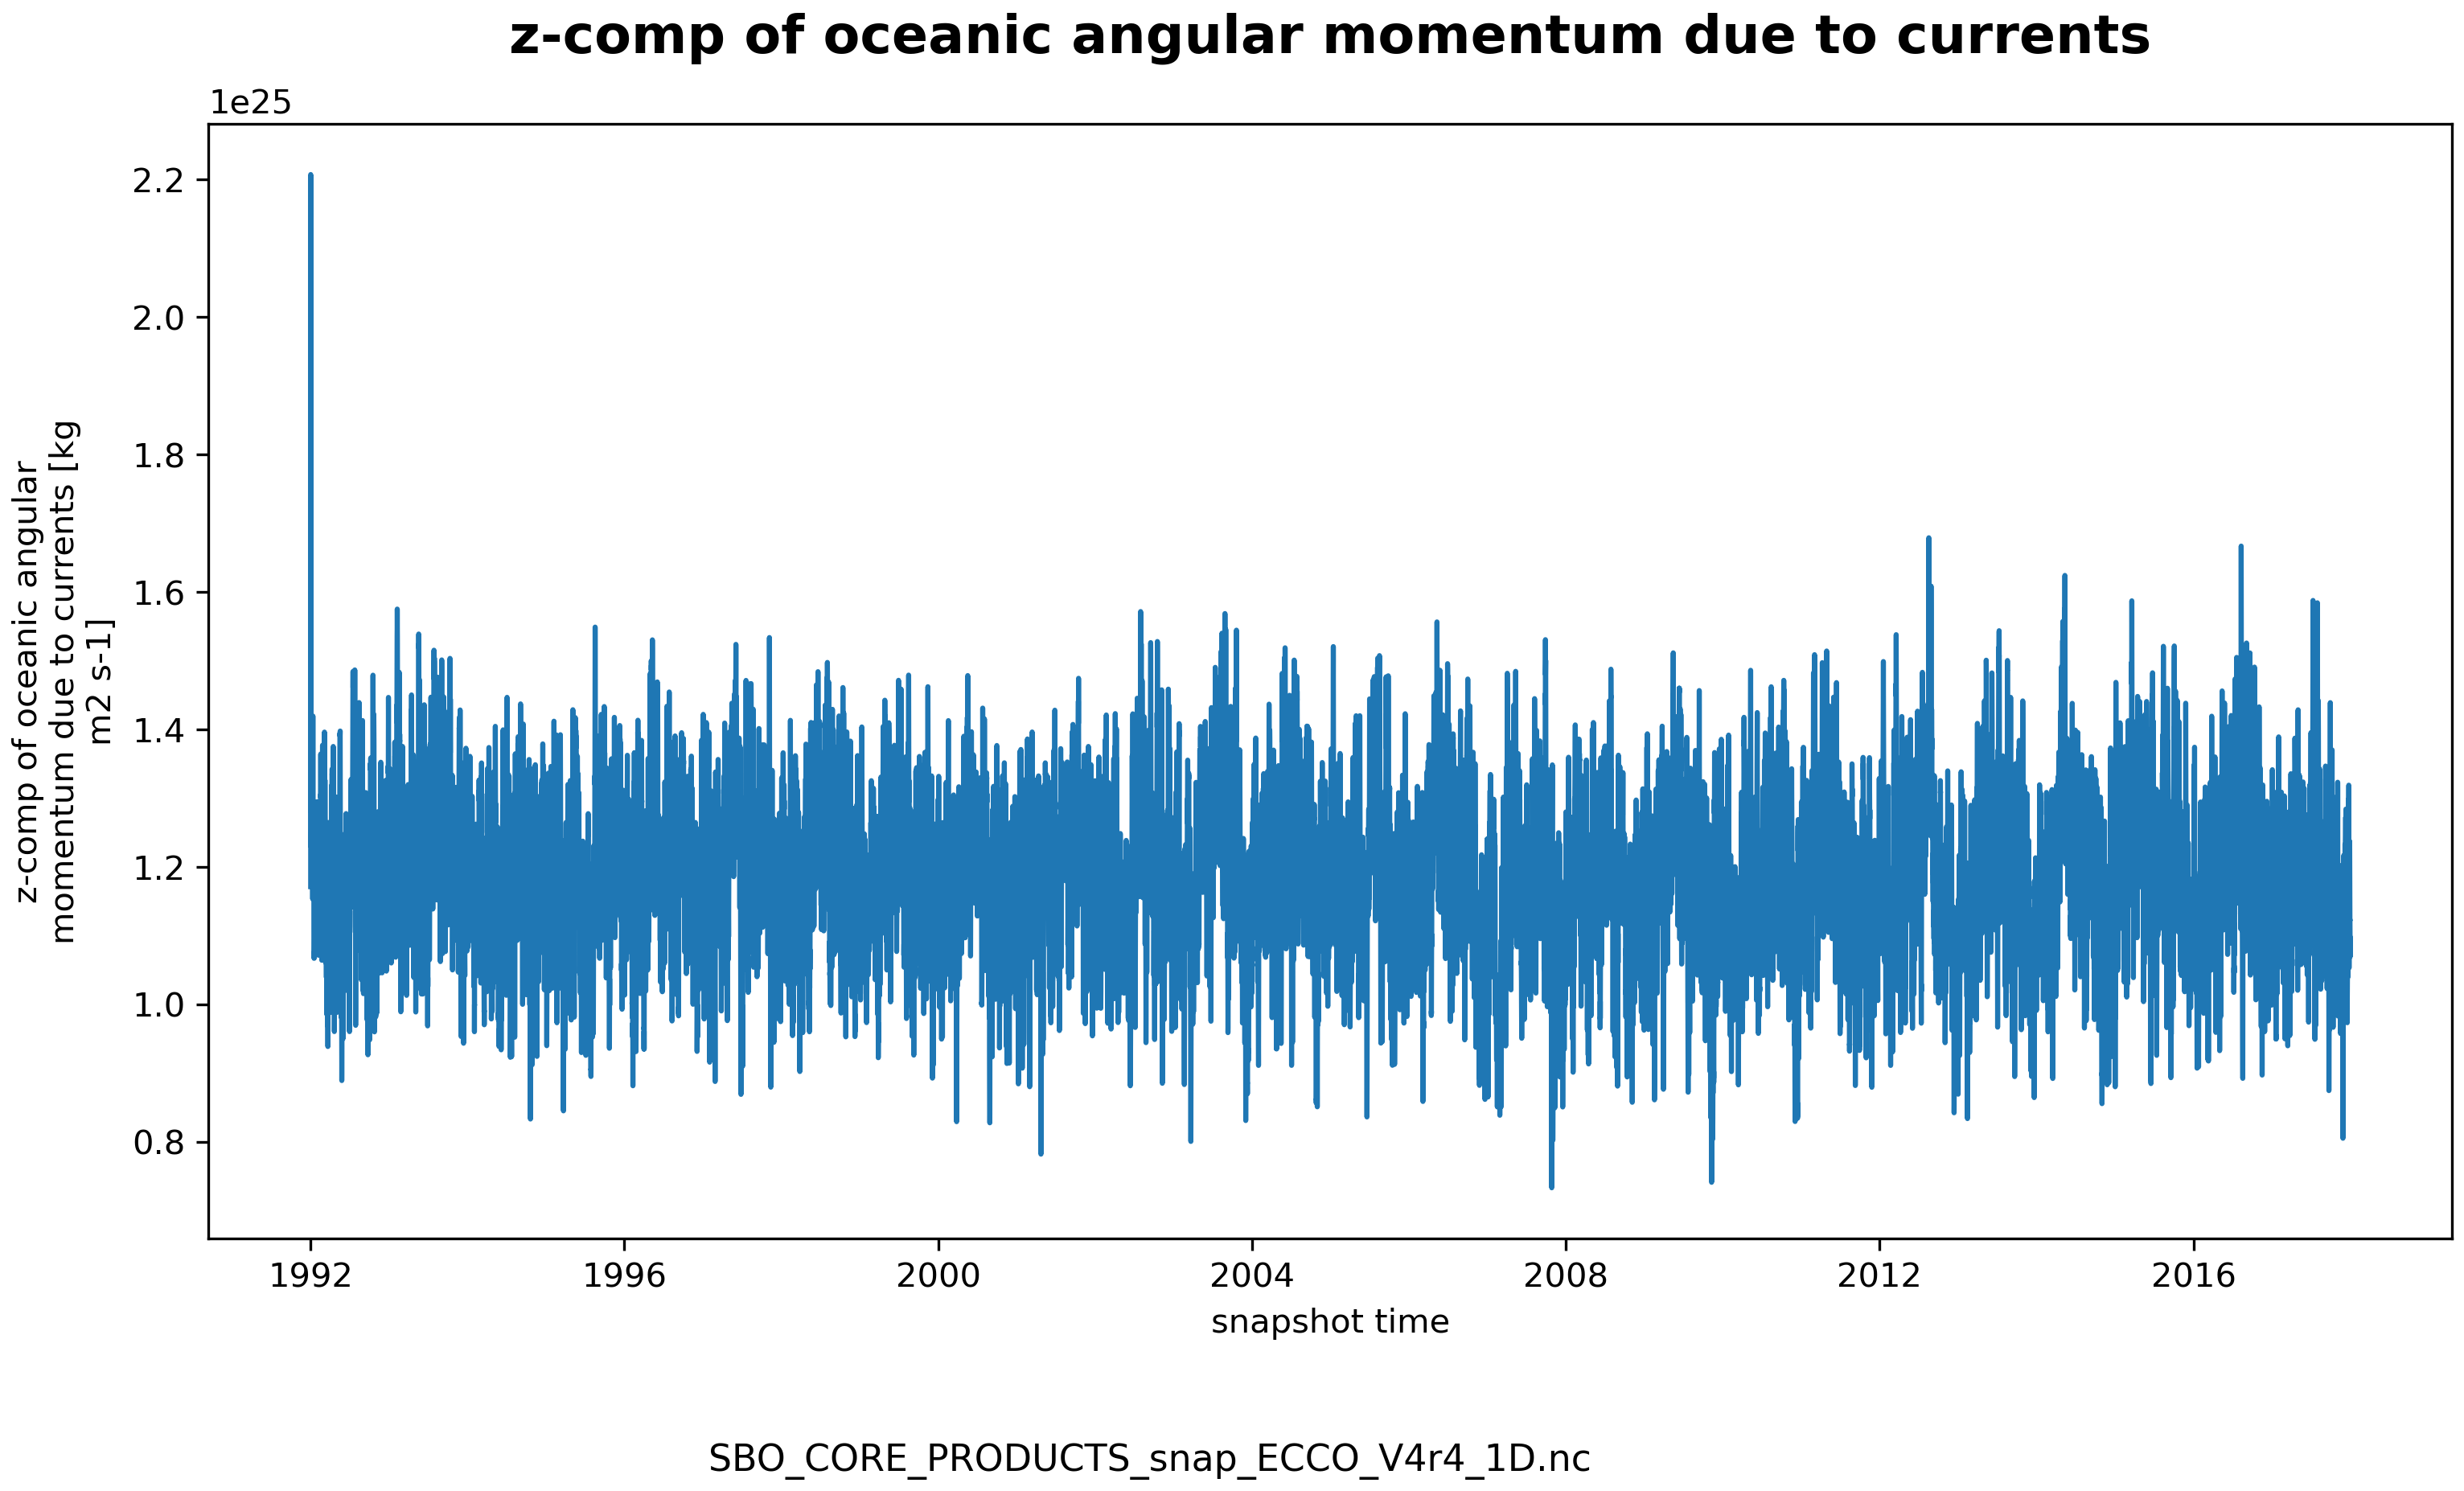 z-comp of oceanic angular momentum due to currents
1e25
2.2
2.0
1.8
1.6
1.4
1.2
1.0
0.8
z-comp of oceanic angular
momentum due to currents [kg
m2 s-1]
1992 1996 2000 2004 2008 2012 2016
snapshot time
SBO_CORE_PRODUCTS_snap_ECCO_V4r4_1D.nc